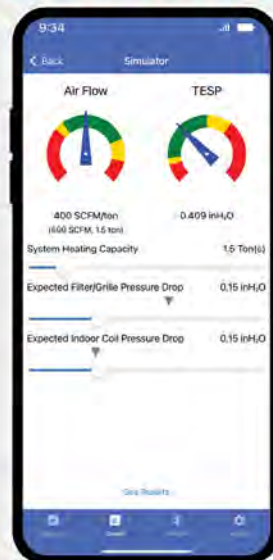 9:34
Back Simulator
Air Flow TESP
400 SCFM/ton 0.409 inH₂O
(600 SCFM, 1.5 ton)
System Heating Capacity 1.5 Ton(s)
Expected Filter/Grille Pressure Drop 0.15 inH₂O
Expected Indoor Coil Pressure Drop 0.15 inH₂O
See Results